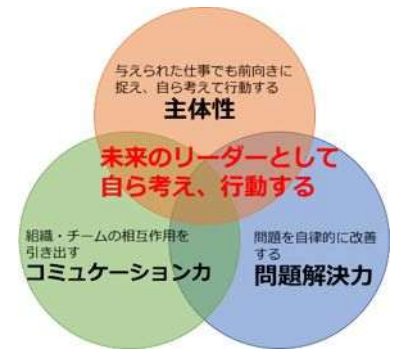 与えられた仕事でも前向きに
捉え、自ら考えて行動する
主体性
未来のリーダーとして
自ら考え、行動する
組織・チームの相互作用を
引き出す
コミュケーション力
問題を自律的に改善
する
問題解決力